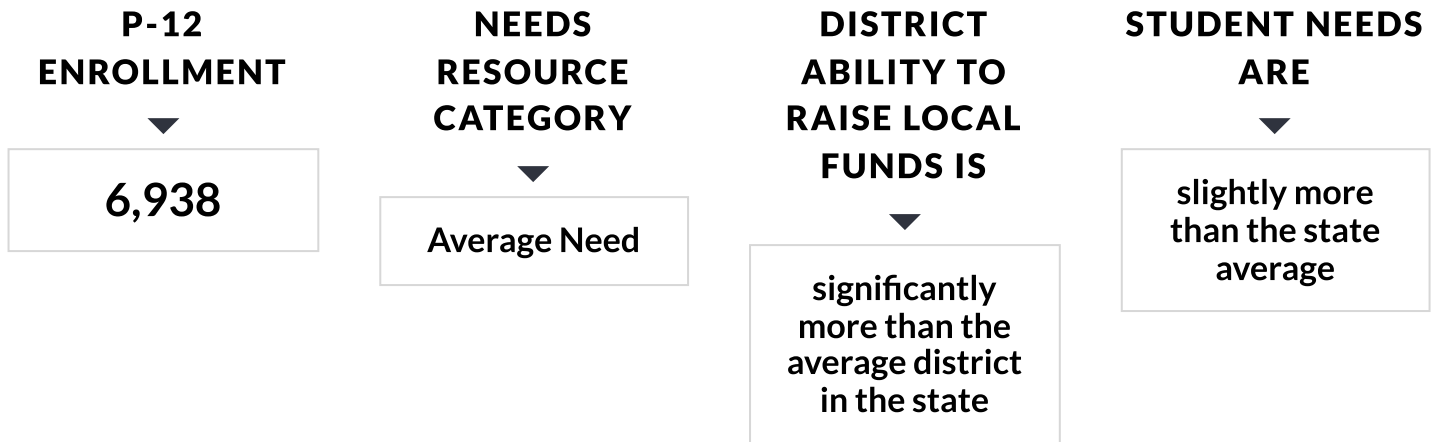 P-12
ENROLLMENT
6,938
NEEDS
RESOURCE
CATEGORY
Average Need
DISTRICT
ABILITY TO
RAISE LOCAL
FUNDS IS
significantly
more than the
average district
in the state
STUDENT NEEDS
ARE
slightly more
than the state
average